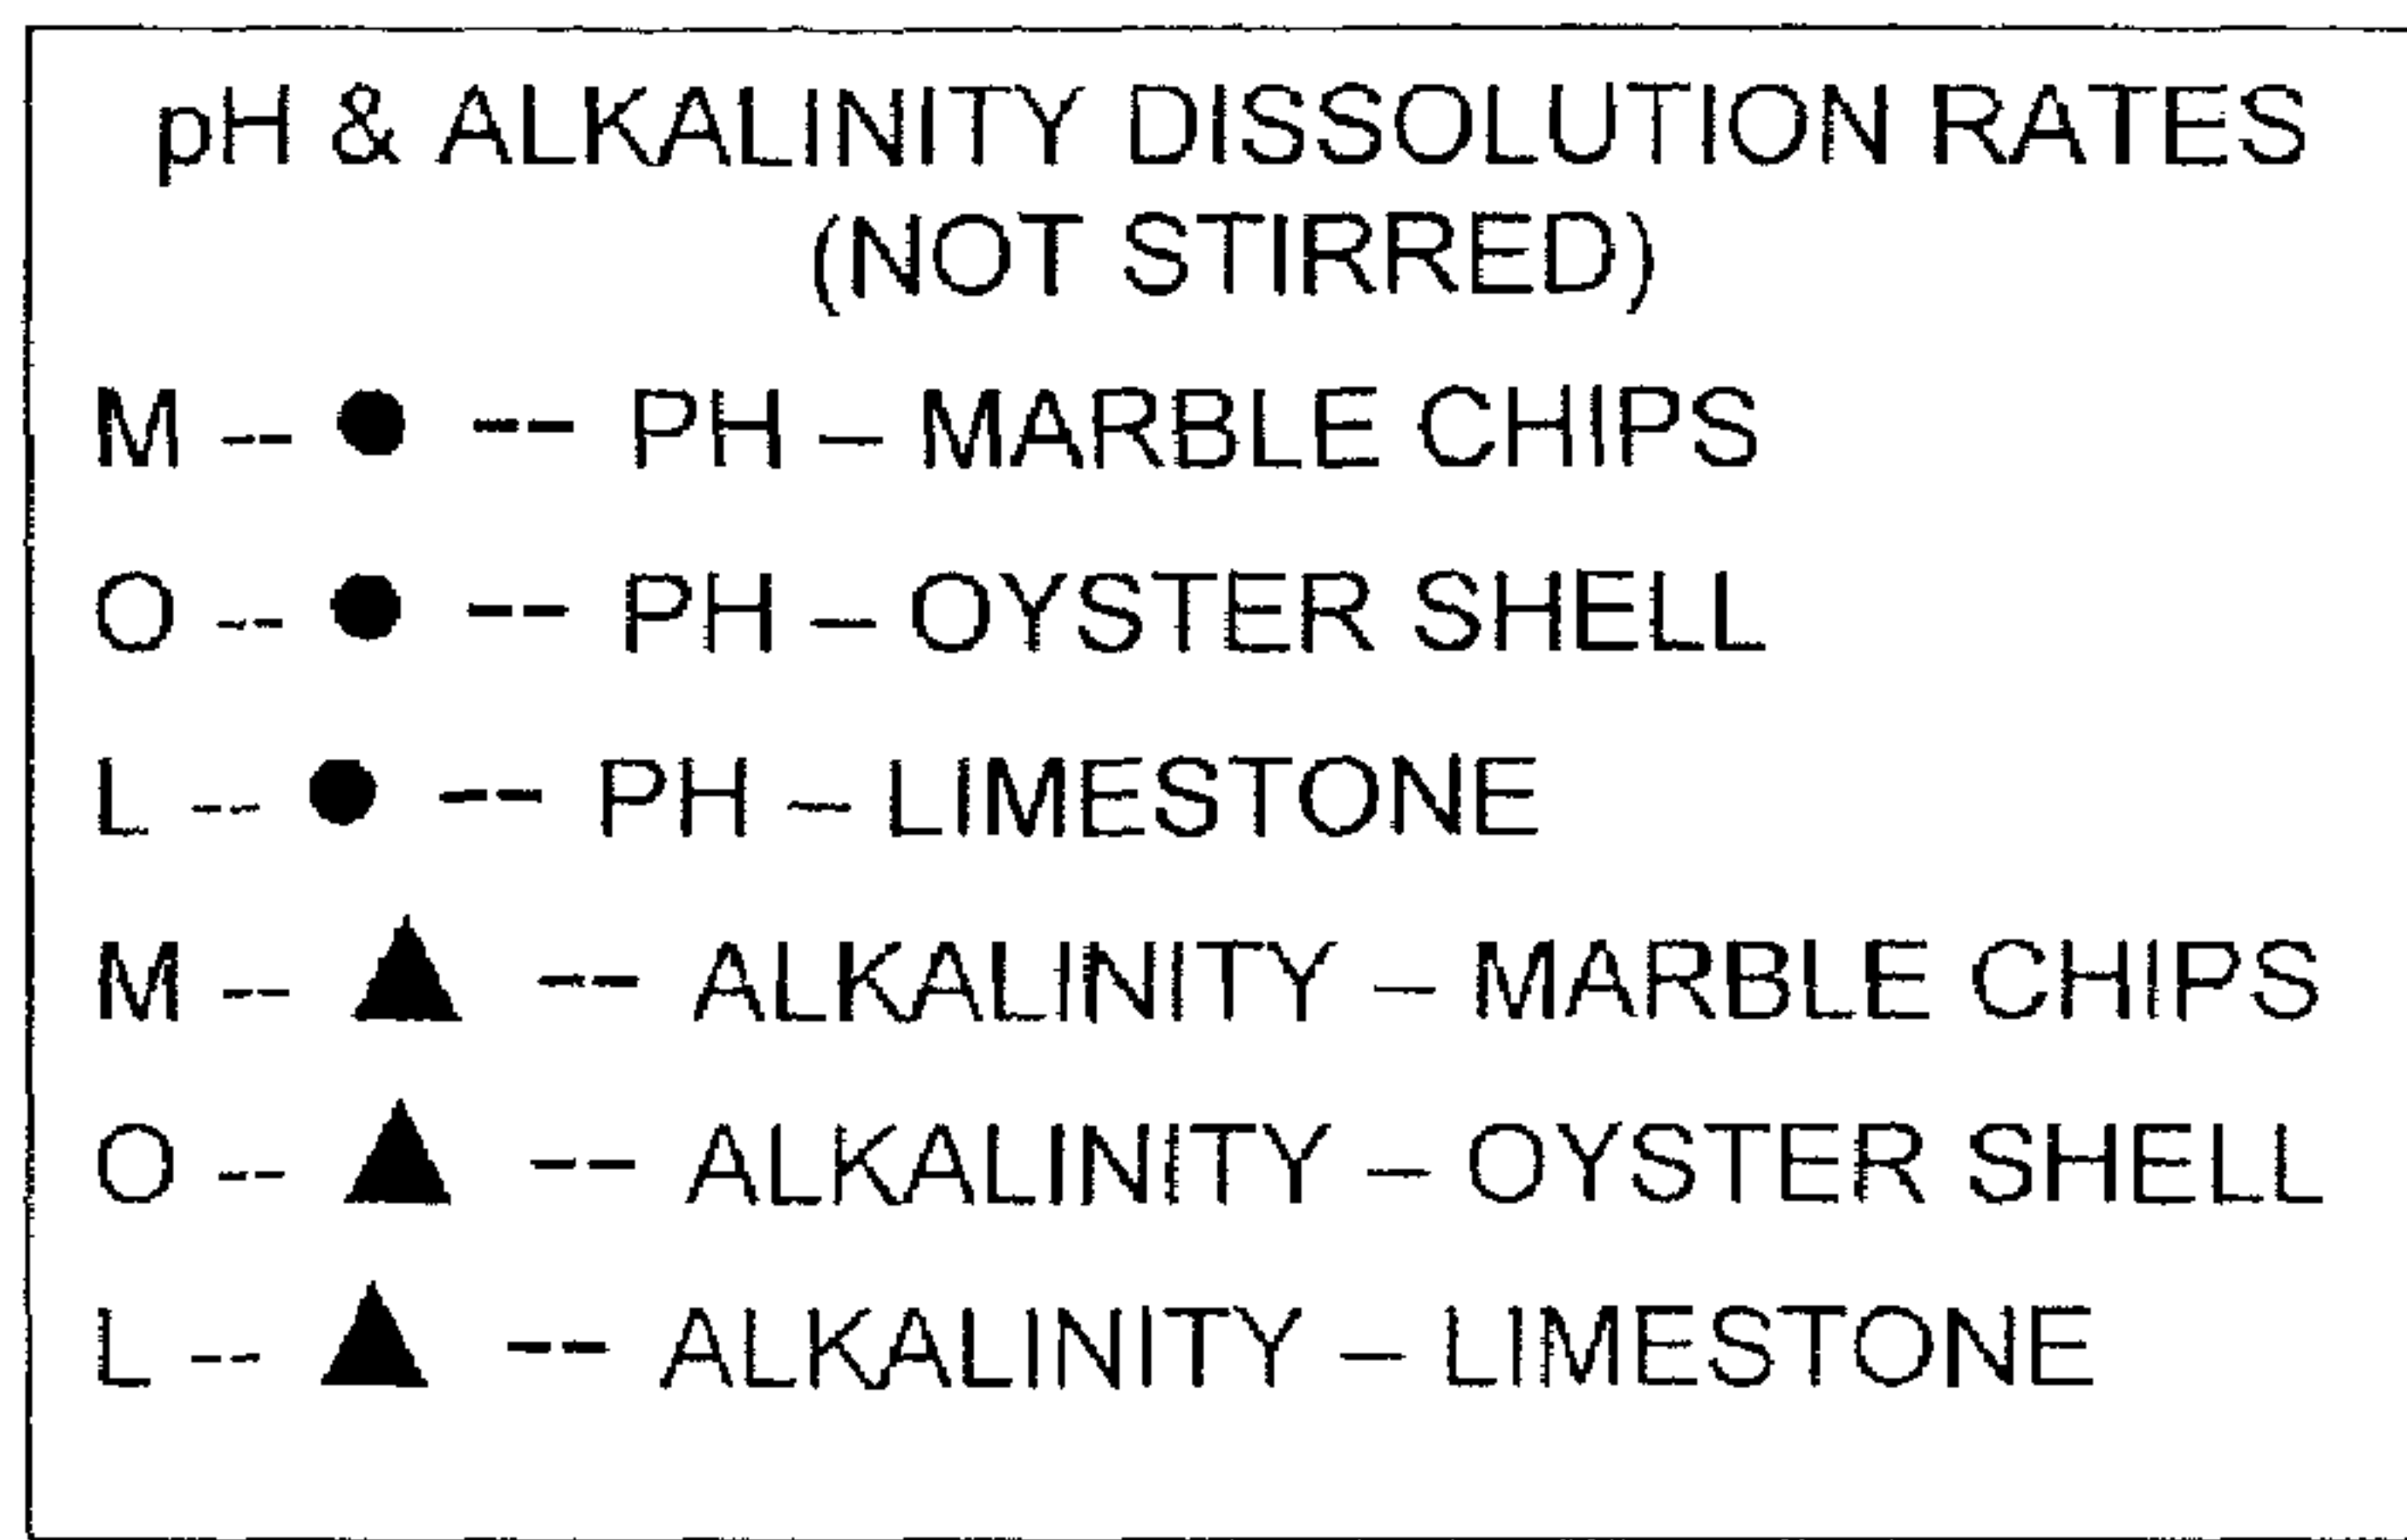 pH & ALKALINITY DISSOLUTION RATES
(NOT STIRRED)
M -- ● -- PH – MARBLE CHIPS
O -- ● -- PH – OYSTER SHELL
L -- ● -- PH – LIMESTONE
M -- ▲ -- ALKALINITY – MARBLE CHIPS
O -- ▲ -- ALKALINITY – OYSTER SHELL
L -- ▲ -- ALKALINITY – LIMESTONE